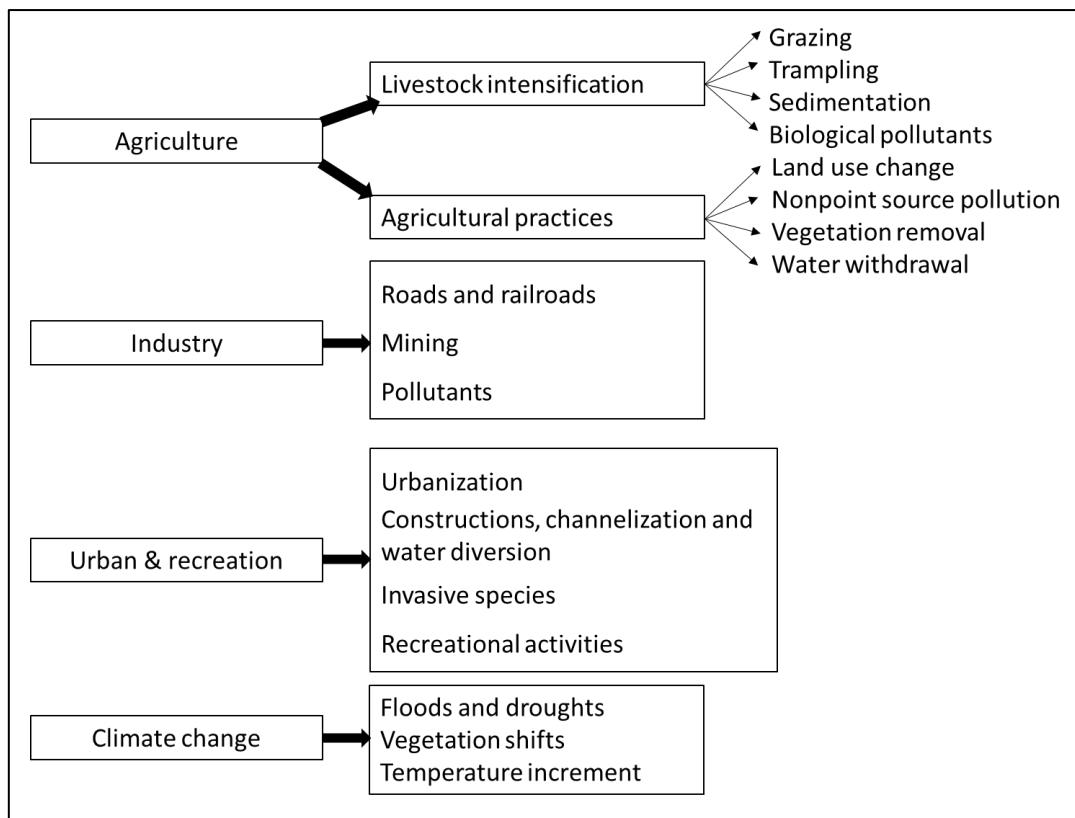 Agriculture
Livestock intensification
Grazing
Trampling
Sedimentation
Biological pollutants
Agricultural practices
Land use change
Nonpoint source pollution
Vegetation removal
Water withdrawal
Industry
Roads and railroads
Mining
Pollutants
Urban & recreation
Urbanization
Constructions, channelization and
water diversion
Invasive species
Recreational activities
Climate change
Floods and droughts
Vegetation shifts
Temperature increment